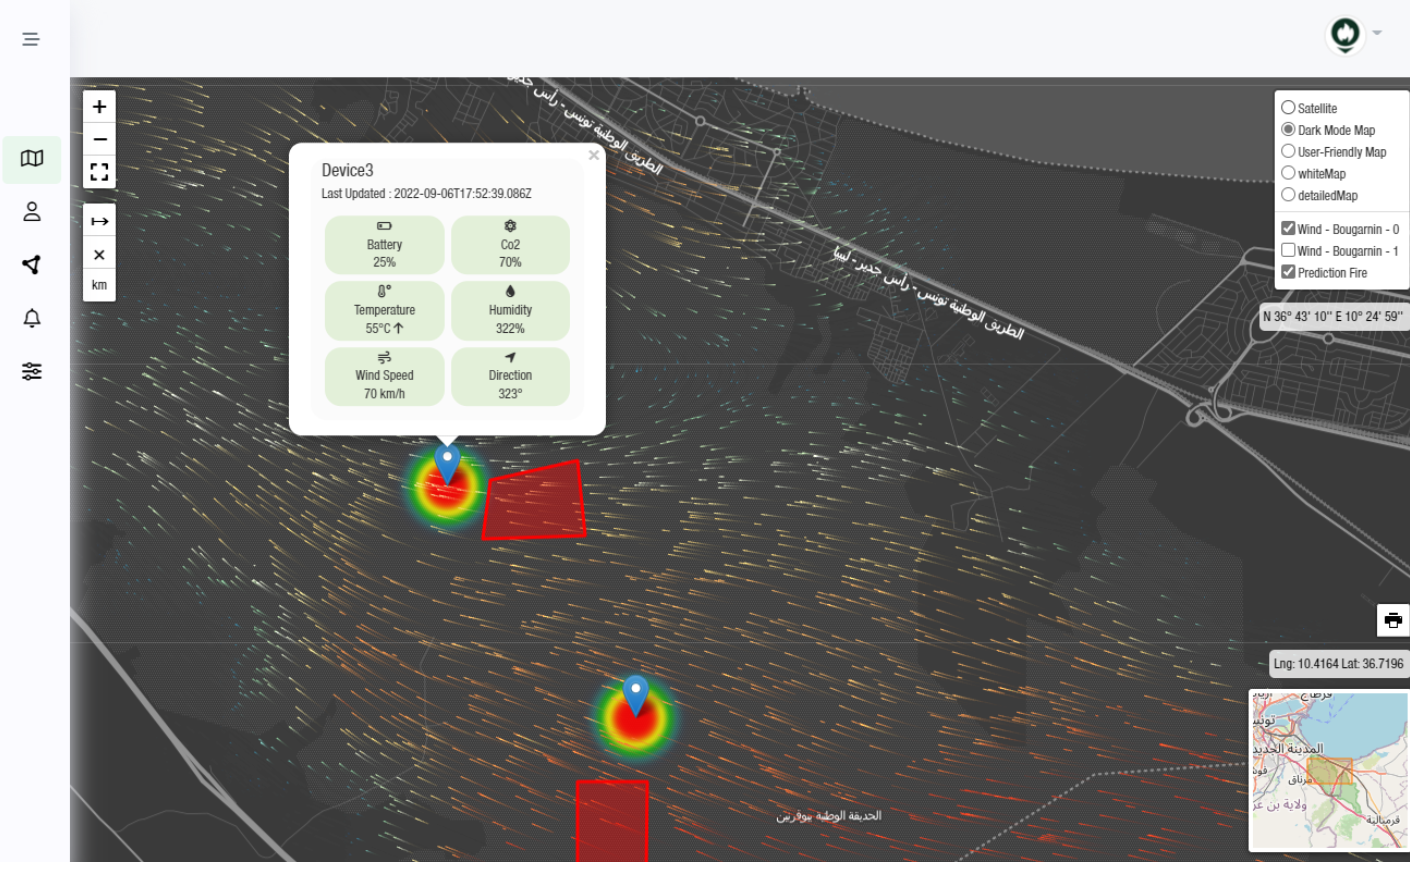 +
Satellite
−
Dark Mode Map
User-Friendly Map
whiteMap
detailedMap
×
km
Wind - Bougarnin - 0
Wind - Bougarnin - 1
Prediction Fire
N 36° 43' 10'' E 10° 24' 59''
×
Device3
Last Updated : 2022-09-06T17:52:39.086Z
Battery
25%
Co2
70%
Temperature
55°C ↑
Humidity
322%
Wind Speed
70 km/h
Direction
323°
الطريق الوطنية تونس - رأس جدير
الطريق الوطنية تونس - رأس جدير - ليبيا
الحديقة الوطنية ببوقرنين
Lng: 10.4164 Lat: 36.7196
قرطاج
تونس
المدينة الجديدة
مرناق
ولاية بن عر
قرمبالية